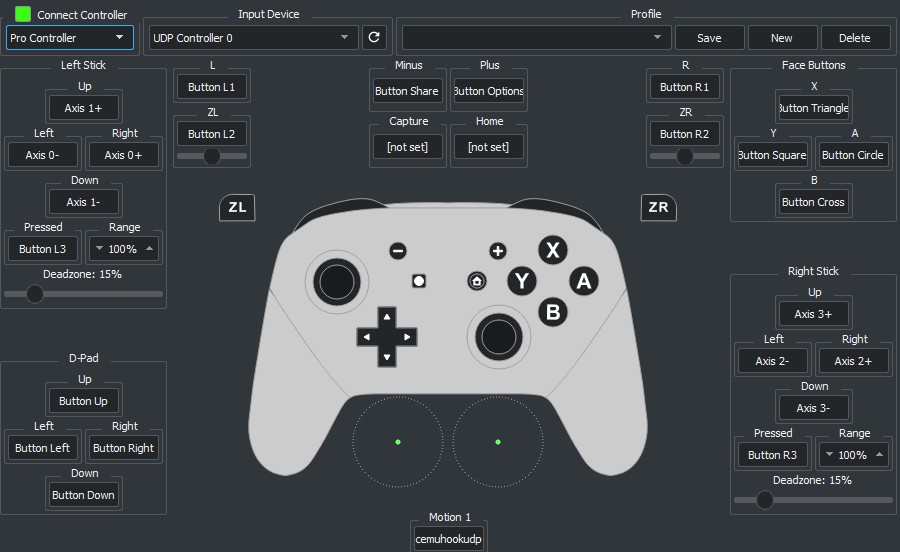 Connect Controller
Input Device
Profile
Pro Controller
UDP Controller 0
Save
New
Delete
Left Stick
Up
Axis 1+
Left
Right
Axis 0-
Axis 0+
Down
Axis 1-
Pressed
Range
Button L3
100%
Deadzone: 15%
L
Button L1
ZL
Button L2
Minus
Plus
Button Share
Button Options
Capture
Home
[not set]
[not set]
R
Button R1
ZR
Button R2
Face Buttons
X
Button Triangle
Y
A
Button Square
Button Circle
B
Button Cross
ZL
ZR
X
Y
A
B
D-Pad
Up
Button Up
Left
Right
Button Left
Button Right
Down
Button Down
Right Stick
Up
Axis 3+
Left
Right
Axis 2-
Axis 2+
Down
Axis 3-
Pressed
Range
Button R3
100%
Deadzone: 15%
Motion 1
cemuhookudp